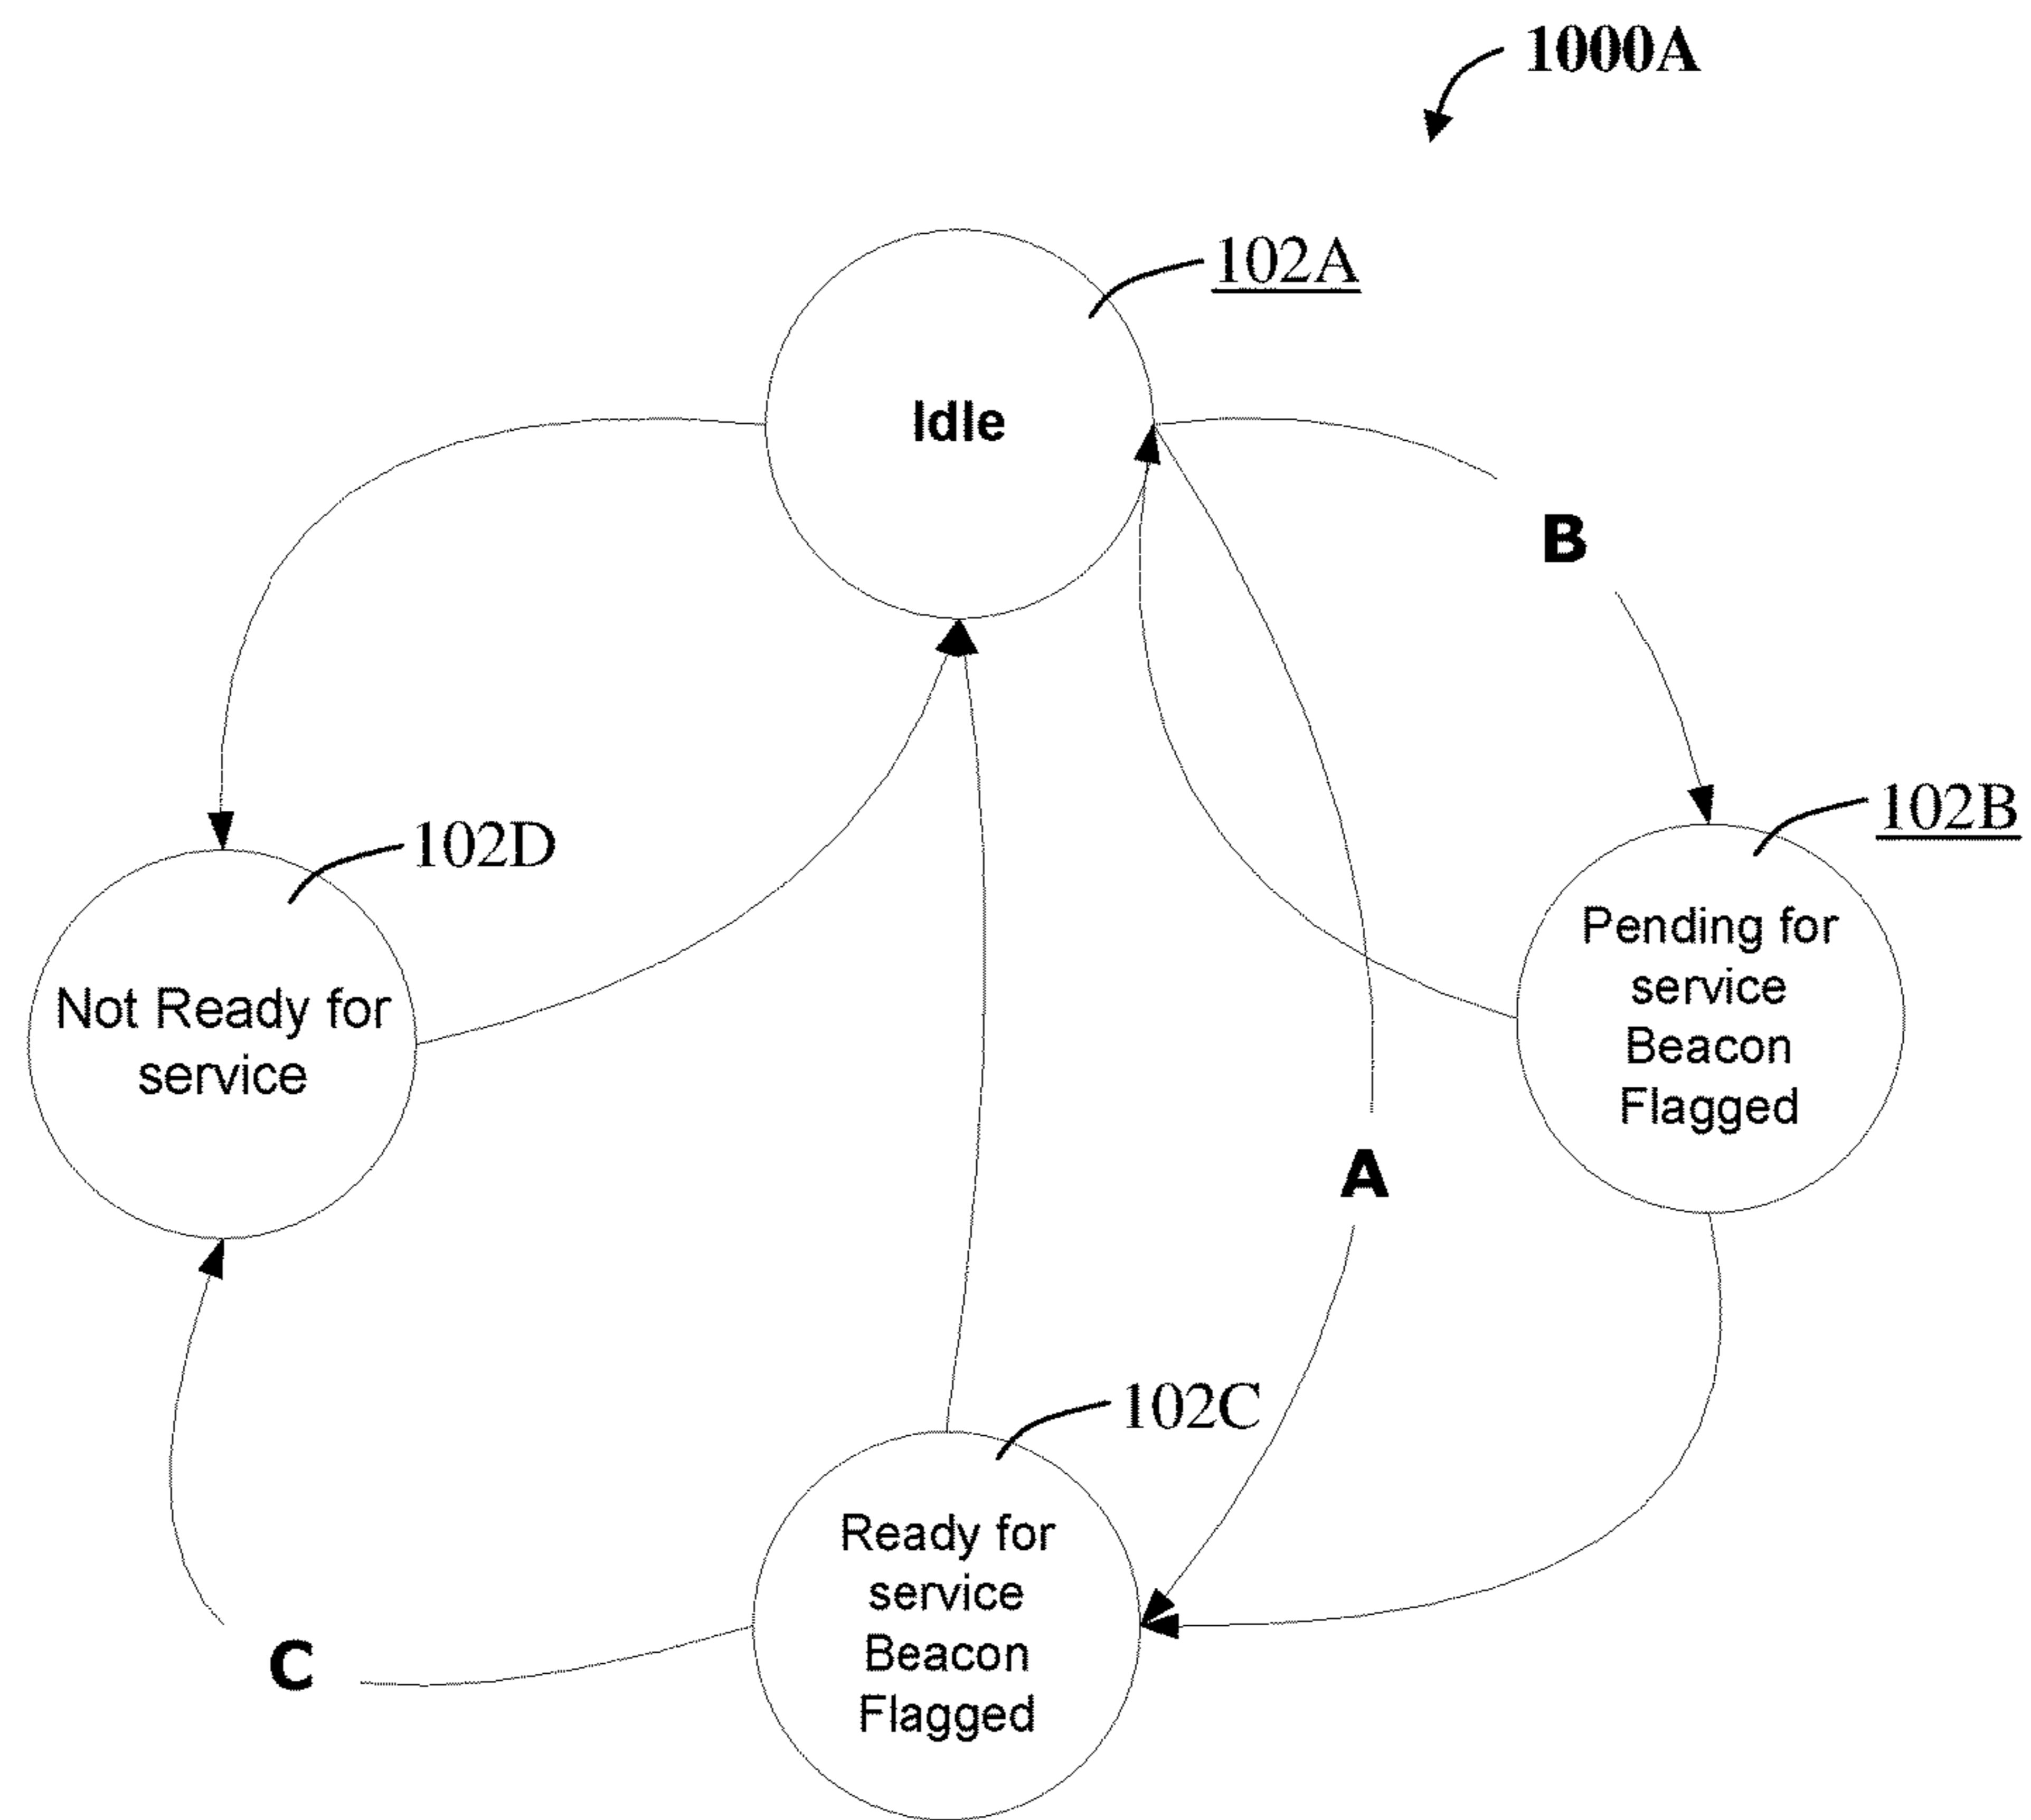 1000A
102A
Idle
B
102B
102D
Pending for
service
Beacon
Flagged
Not Ready for
service
A
102C
Ready for
service
Beacon
Flagged
C